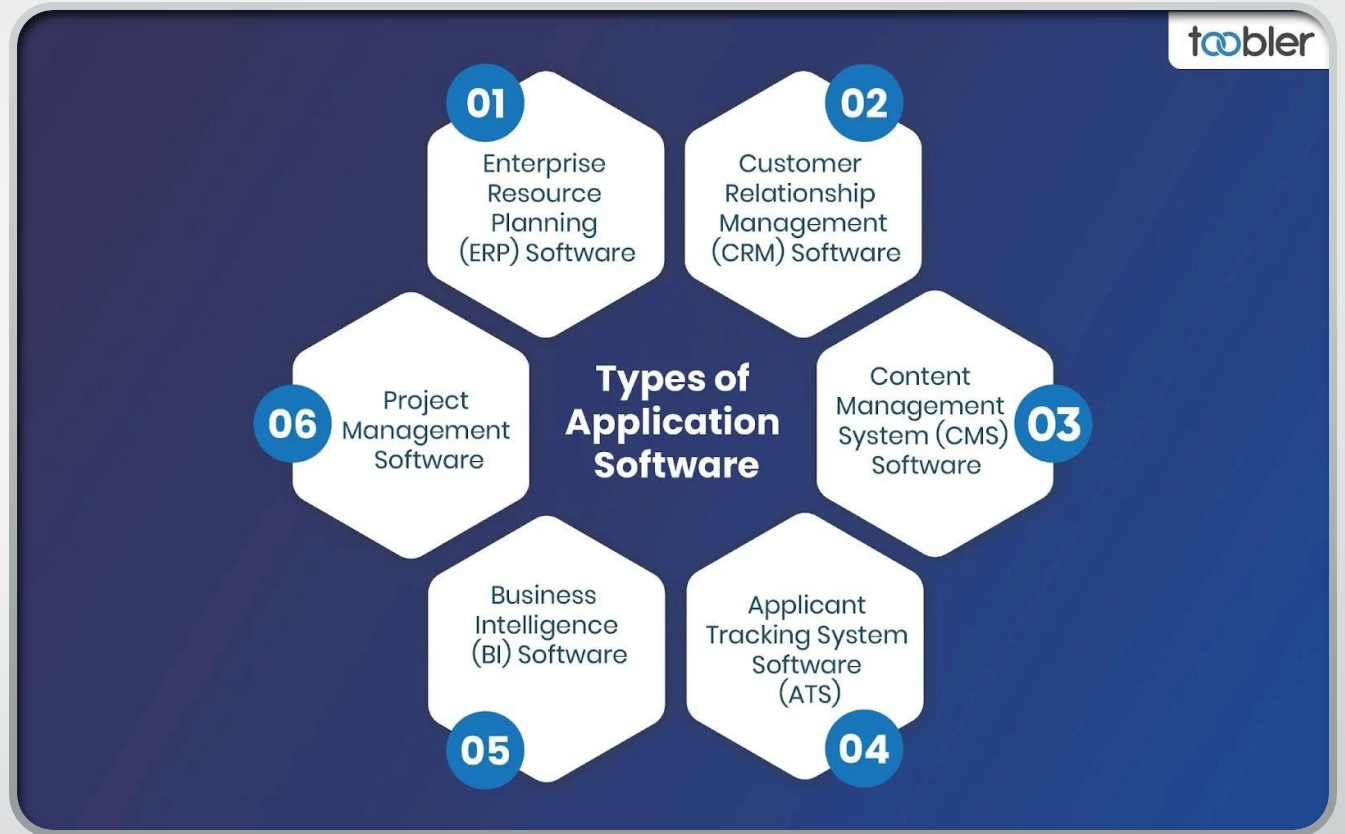 toobler
01
Enterprise
Resource
Planning
(ERP) Software
02
Customer
Relationship
Management
(CRM) Software
Types of
Application
Software
Content
Management
System (CMS)
Software
03
Applicant
Tracking System
Software
(ATS)
04
Business
Intelligence
(BI) Software
05
06
Project
Management
Software